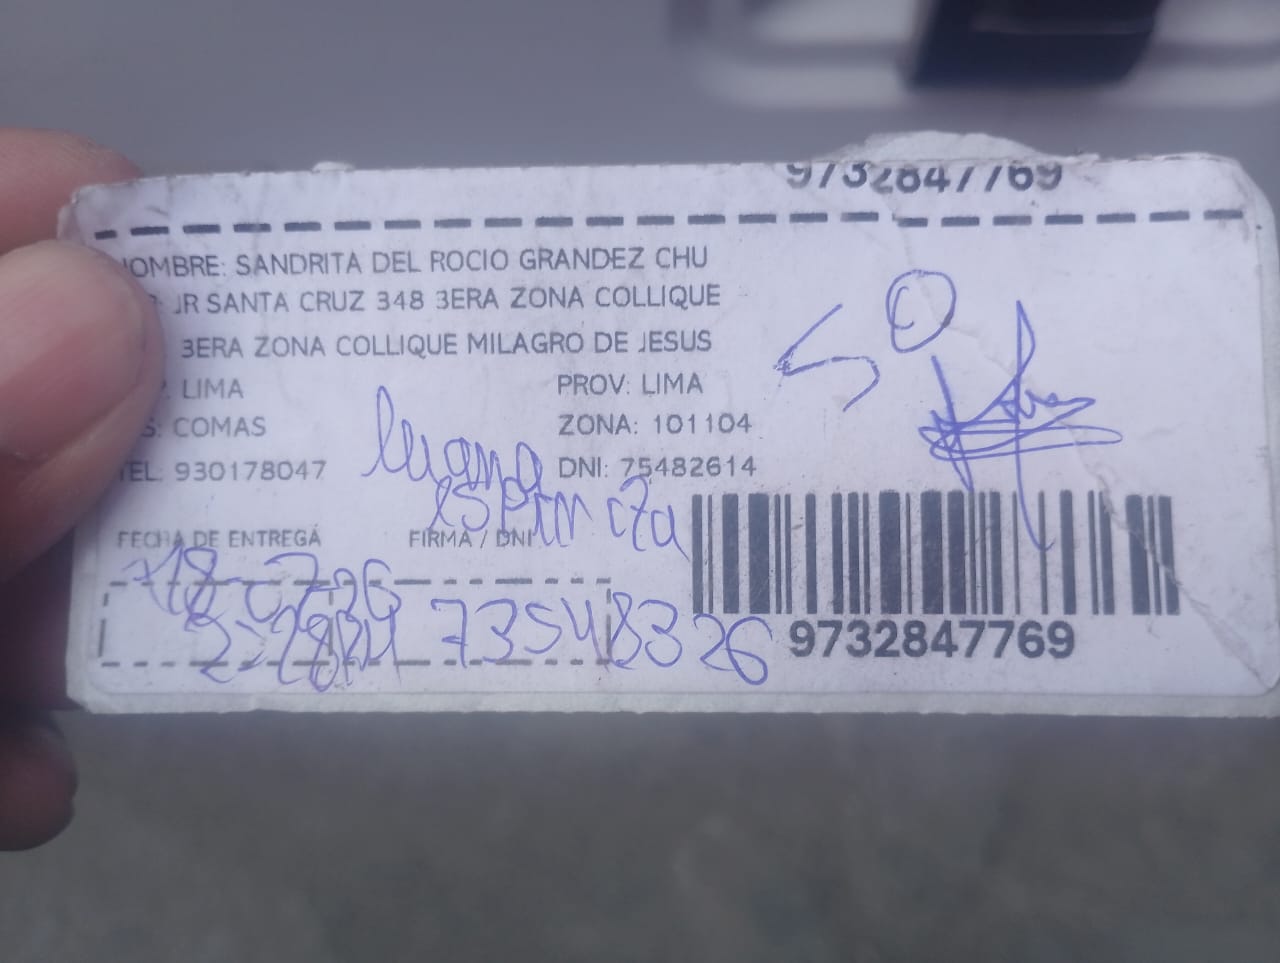 9732847769
NOMBRE: SANDRITA DEL ROCIO GRANDEZ CHU
: JR SANTA CRUZ 348 3ERA ZONA COLLIQUE
3ERA ZONA COLLIQUE MILAGRO DE JESUS
: LIMA PROV: LIMA
S: COMAS ZONA: 101104
TEL: 930178047 DNI: 75482614
FECHA DE ENTREGA FIRMA / DNI
73548326
9732847769